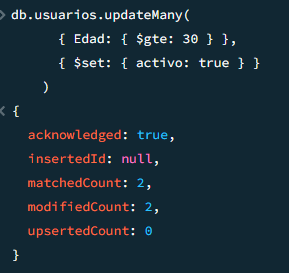 > db.usuarios.updateMany(
{ Edad: { $gte: 30 } },
{ $set: { activo: true } }
)
< {
acknowledged: true,
insertedId: null,
matchedCount: 2,
modifiedCount: 2,
upsertedCount: 0
}